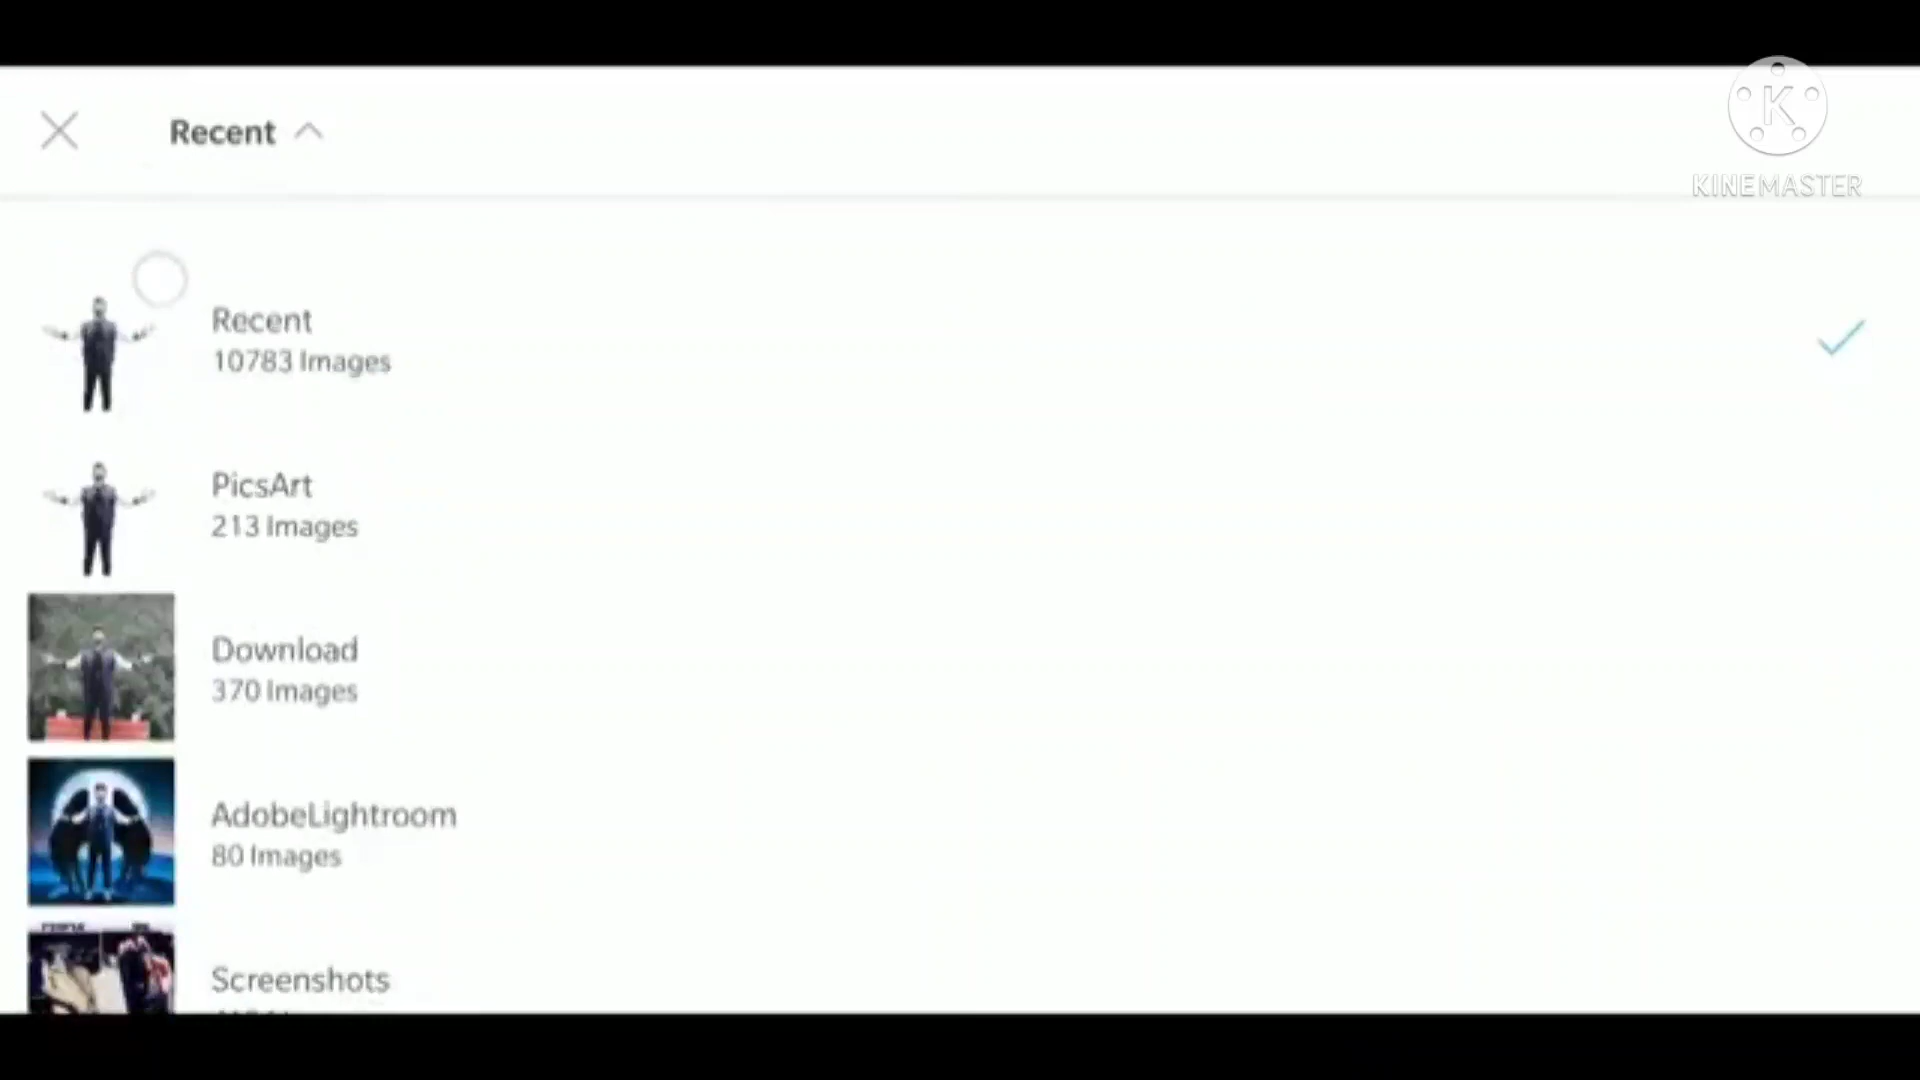 Recent
K
KINEMASTER
Recent
10783 Images
PicsArt
213 Images
Download
370 Images
AdobeLightroom
80 Images
Screenshots